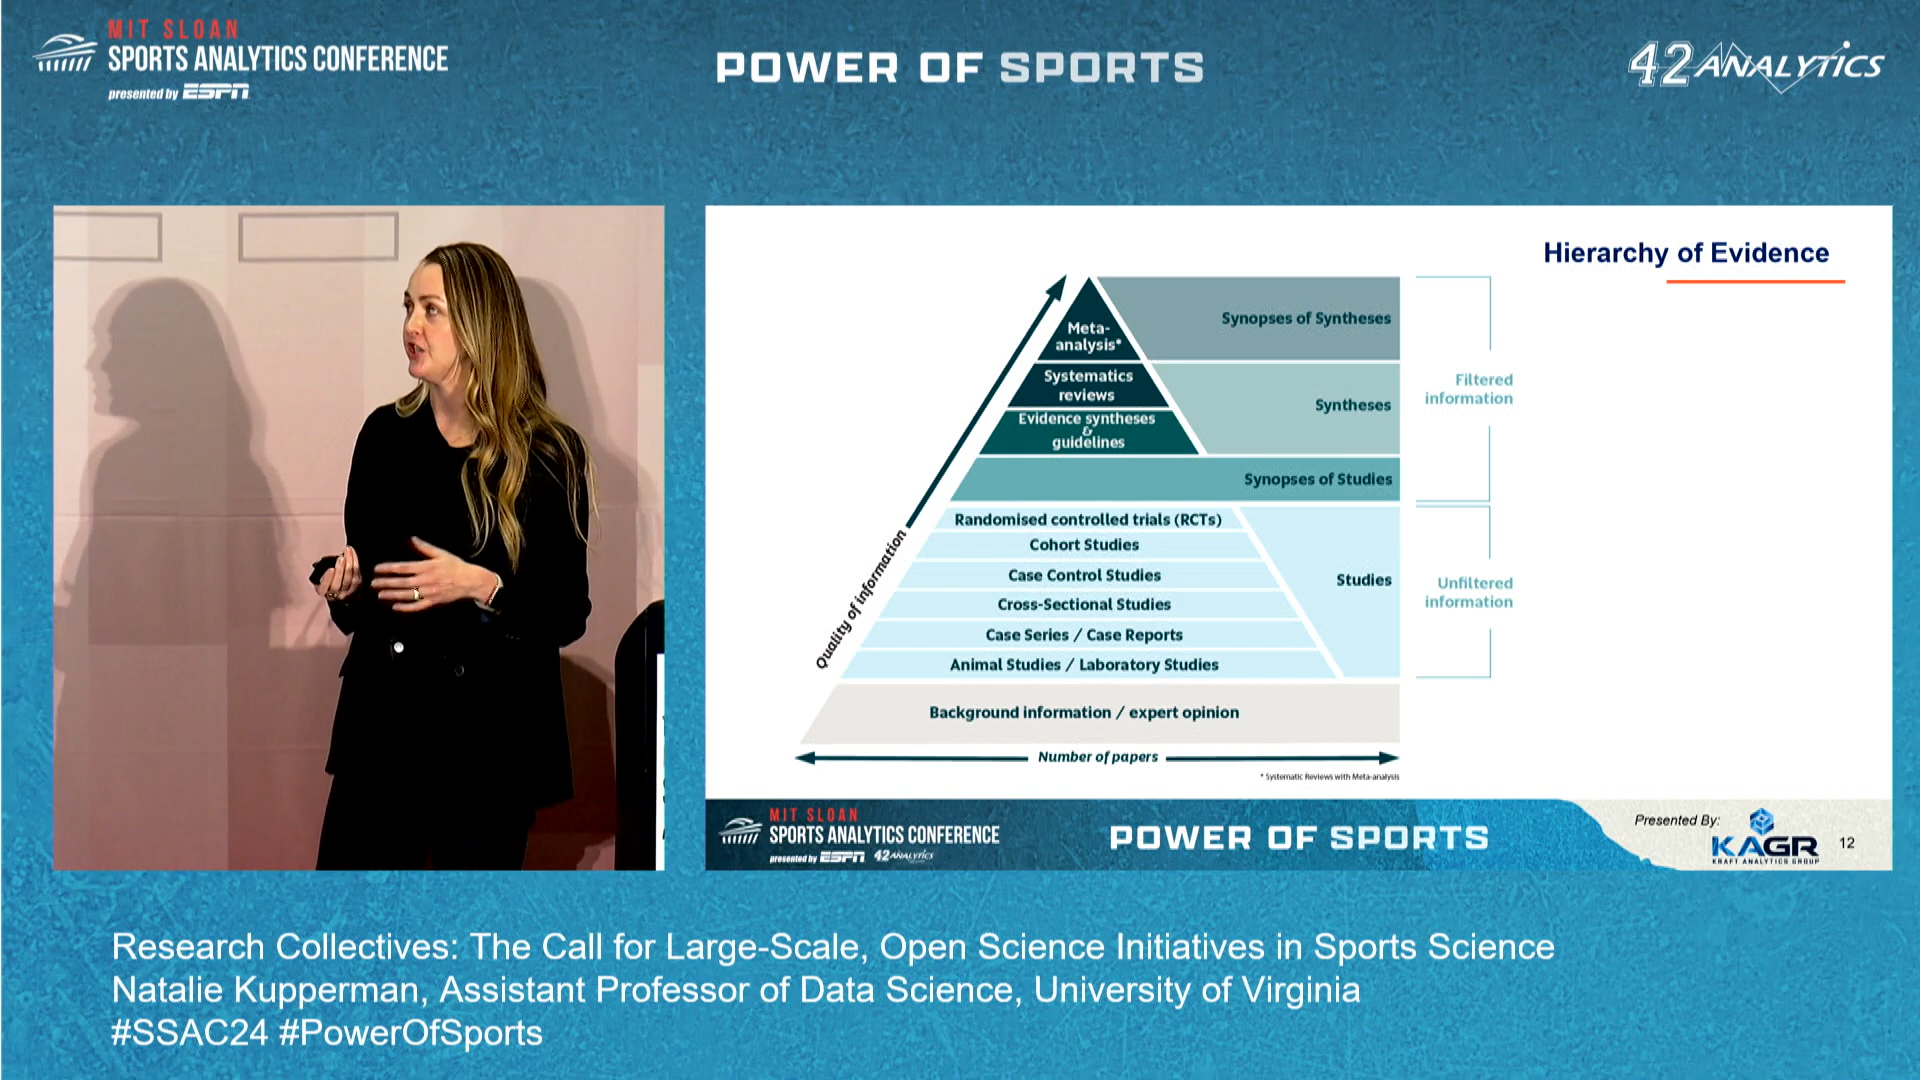 MIT SLOAN
SPORTS ANALYTICS CONFERENCE
presented by ESPN
POWER OF SPORTS
42 ANALYTICS
Hierarchy of Evidence
Meta-
analysis*
Systematics
reviews
Evidence syntheses
&
guidelines
Synopses of Syntheses
Syntheses
Synopses of Studies
Filtered
information
Randomised controlled trials (RCTs)
Cohort Studies
Case Control Studies
Cross-Sectional Studies
Case Series / Case Reports
Animal Studies / Laboratory Studies
Studies
Unfiltered
information
Background information / expert opinion
Quality of information
Number of papers
* Systematic Reviews with Meta-analysis
MIT SLOAN
SPORTS ANALYTICS CONFERENCE
presented by ESPN 42 ANALYTICS
POWER OF SPORTS
Presented By:
KAGR
KRAFT ANALYTICS GROUP
12
Research Collectives: The Call for Large-Scale, Open Science Initiatives in Sports Science
Natalie Kupperman, Assistant Professor of Data Science, University of Virginia
#SSAC24 #PowerOfSports